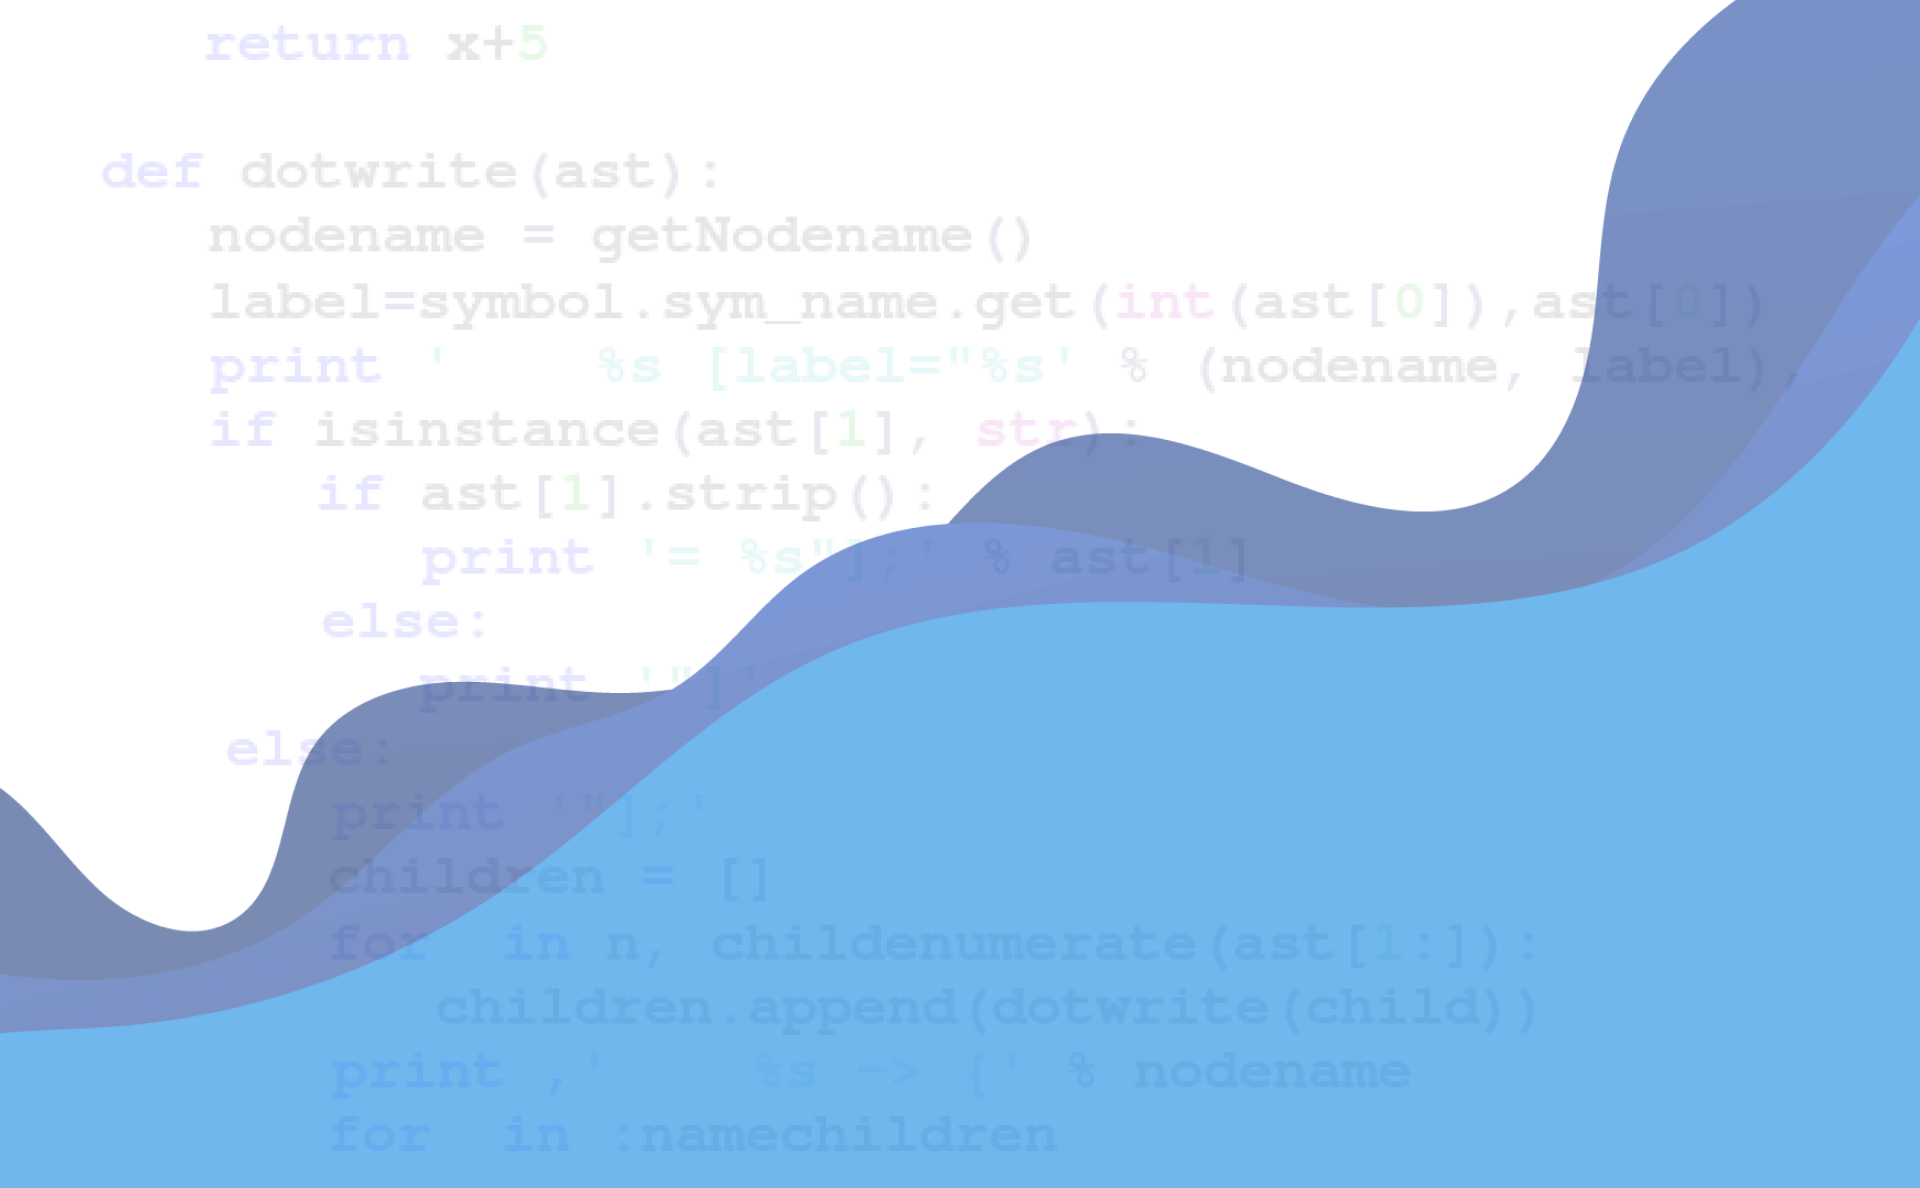 return x+5
def dotwrite(ast):
nodename = getNodename()
label=symbol.sym_name.get(int(ast[0]),ast[0])
print '    %s [label="%s' % (nodename, label),
if isinstance(ast[1], str):
if ast[1].strip():
print '= %s"];' % ast[1]
else:
print '"]'
else:
print '"];'
children = []
for  in n, childenumerate(ast[1:]):
children.append(dotwrite(child))
print ,'    %s -> {' % nodename
for  in :namechildren